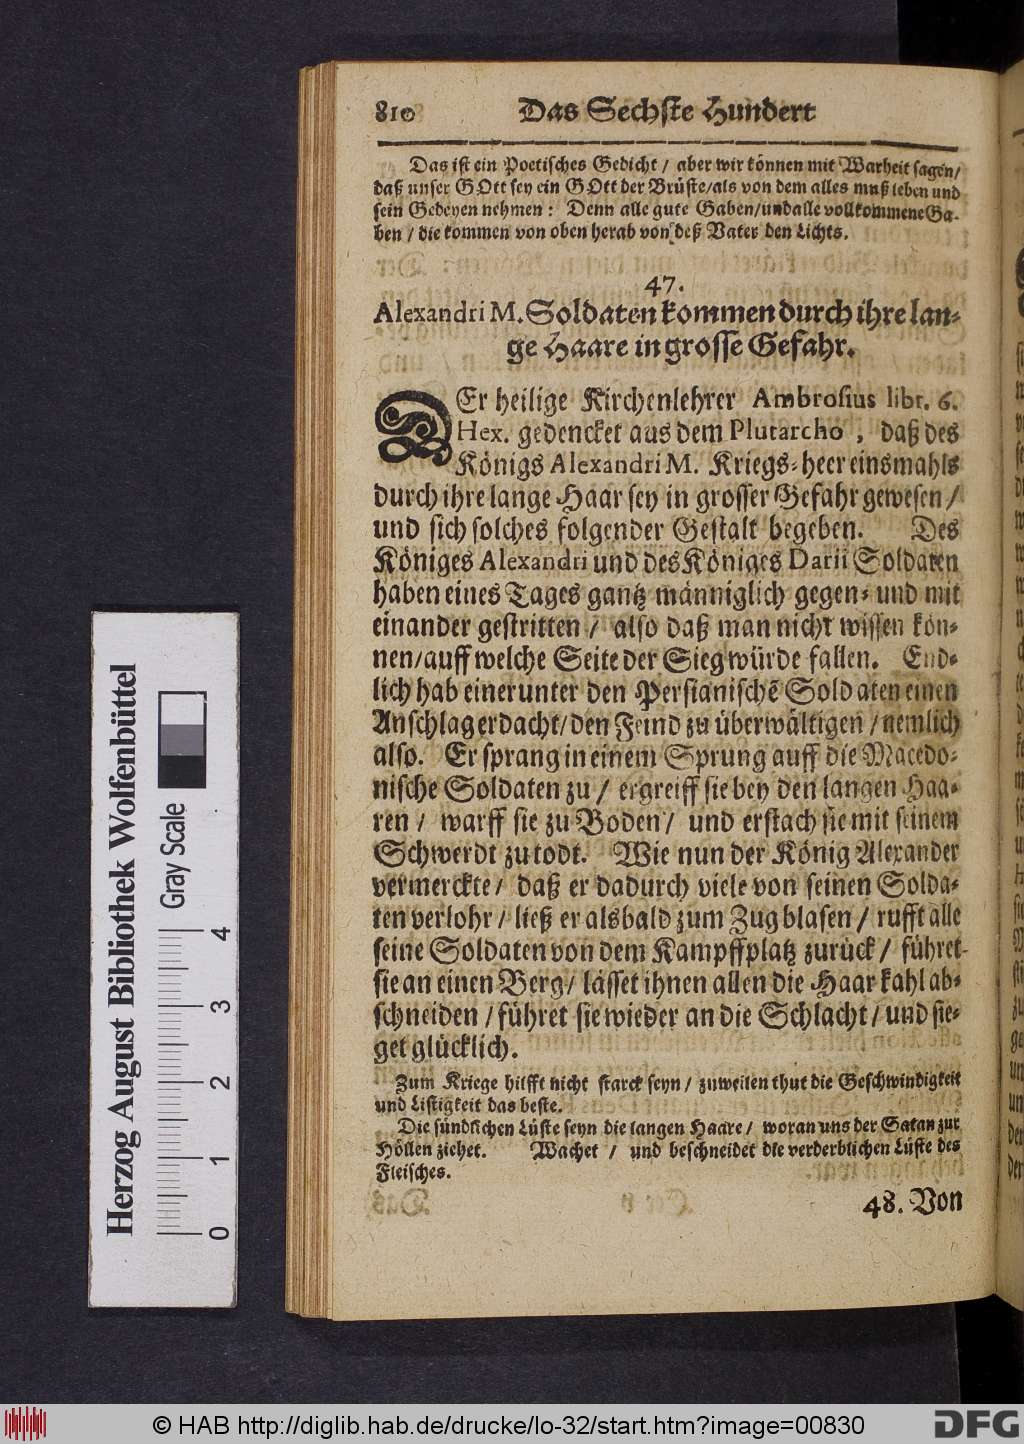 810 Das Sechste Hundert
Das ist ein Poetisches Gedicht / aber wir können mit Warheit sagen /
daß unser GOtt sey ein GOtt der Brüste / als von dem alles muß leben und
sein Gedeyen nehmen : Denn alle gute Gaben / und alle vollkommene Ga-
ben / die kommen von oben herab von deß Vater den Lichts.
47.
Alexandri M. Soldaten kommen durch ihre lan-
ge Haare in grosse Gefahr.
DEr heilige Kirchenlehrer Ambrosius libr. 6.
Hex. gedencket aus dem Plutarcho , daß des
Königs Alexandri M. Kriegs-heer einsmahls
durch ihre lange Haar sey in grosser Gefahr gewesen /
und sich solches folgender Gestalt begeben. Des
Königes Alexandri und des Königes Darii Soldaten
haben eines Tages gantz männiglich gegen- und mit
einander gestritten / also daß man nicht wissen kön-
nen / auff welche Seite der Sieg würde fallen. End-
lich hab einer unter den Persianischẽ Soldaten einen
Anschlag erdacht / den Feind zu überwältigen / nemlich
also. Er sprang in einem Sprung auff die Macedo-
nische Soldaten zu / ergreiff sie bey den langen Haa-
ren / warff sie zu Boden / und erstach sie mit seinem
Schwerdt zu todt. Wie nun der König Alexander
vermerckte / daß er dadurch viele von seinen Solda-
ten verlohr / ließ er alsbald zum Zug blasen / rufft alle
seine Soldaten von dem Kampffplatz zurück / führet
sie an einen Berg / lässet ihnen allen die Haar kahl ab-
schneiden / führet sie wieder an die Schlacht / und sie-
get glücklich.
Zum Kriege hilfft nicht starck seyn / zuweilen thut die Geschwindigkeit
und Listigkeit das beste.
Die sündlichen Lüste seyn die langen Haare / woran uns der Satan zur
Höllen ziehet. Wachet / und beschneidet die verderblichen Lüste des
Fleisches.
48. Von
Herzog August Bibliothek Wolfenbüttel
Gray Scale
0 1 2 3 4
© HAB http://diglib.hab.de/drucke/lo-32/start.htm?image=00830
DFG